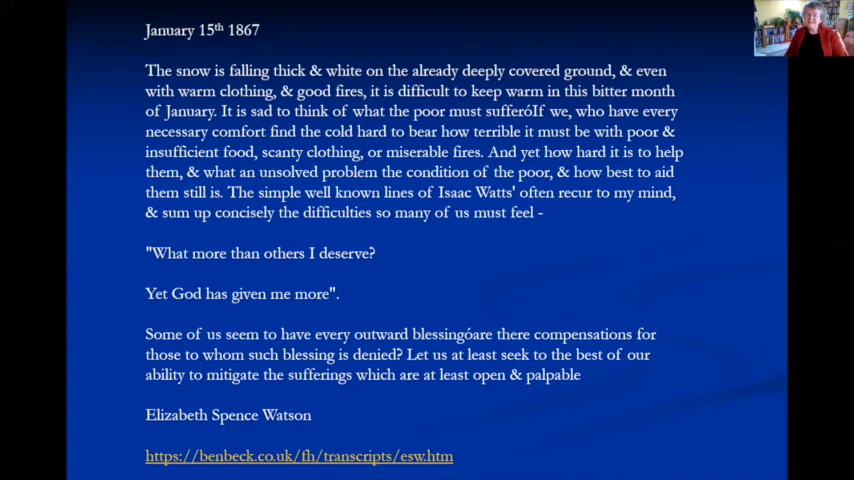 January 15th 1867
The snow is falling thick & white on the already deeply covered ground, & even
with warm clothing, & good fires, it is difficult to keep warm in this bitter month
of January. It is sad to think of what the poor must sufferóIf we, who have every
necessary comfort find the cold hard to bear how terrible it must be with poor &
insufficient food, scanty clothing, or miserable fires. And yet how hard it is to help
them, & what an unsolved problem the condition of the poor, & how best to aid
them still is. The simple well known lines of Isaac Watts' often recur to my mind,
& sum up concisely the difficulties so many of us must feel -
"What more than others I deserve?
Yet God has given me more".
Some of us seem to have every outward blessingóare there compensations for
those to whom such blessing is denied? Let us at least seek to the best of our
ability to mitigate the sufferings which are at least open & palpable
Elizabeth Spence Watson
https://benbeck.co.uk/fh/transcripts/esw.htm